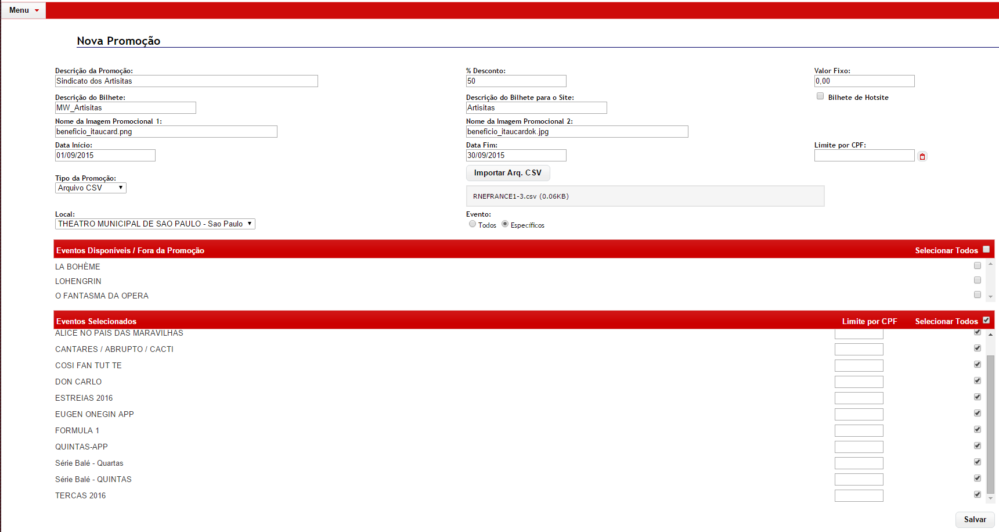 Menu
Nova Promoção
Descrição da Promoção:
Sindicato dos Artisitas
% Desconto:
50
Valor Fixo:
0,00
Descrição do Bilhete:
MW_Artisitas
Descrição do Bilhete para o Site:
Artisitas
Bilhete de Hotsite
Nome da Imagem Promocional 1:
beneficio_itaucard.png
Nome da Imagem Promocional 2:
beneficio_itaucardok.jpg
Data Início:
01/09/2015
Data Fim:
30/09/2015
Limite por CPF:
Tipo da Promoção:
Arquivo CSV
Importar Arq. CSV
RNEFRANCE1-3.csv (0.06KB)
Local:
THEATRO MUNICIPAL DE SAO PAULO - Sao Paulo
Evento:
Todos Específicos
Eventos Disponíveis / Fora da Promoção Selecionar Todos
LA BOHÈME
LOHENGRIN
O FANTASMA DA OPERA
Eventos Selecionados Limite por CPF Selecionar Todos
ALICE NO PAIS DAS MARAVILHAS
CANTARES / ABRUPTO / CACTI
COSI FAN TUT TE
DON CARLO
ESTREIAS 2016
EUGEN ONEGIN APP
FORMULA 1
QUINTAS-APP
Série Balé - Quartas
Série Balé - QUINTAS
TERCAS 2016
Salvar